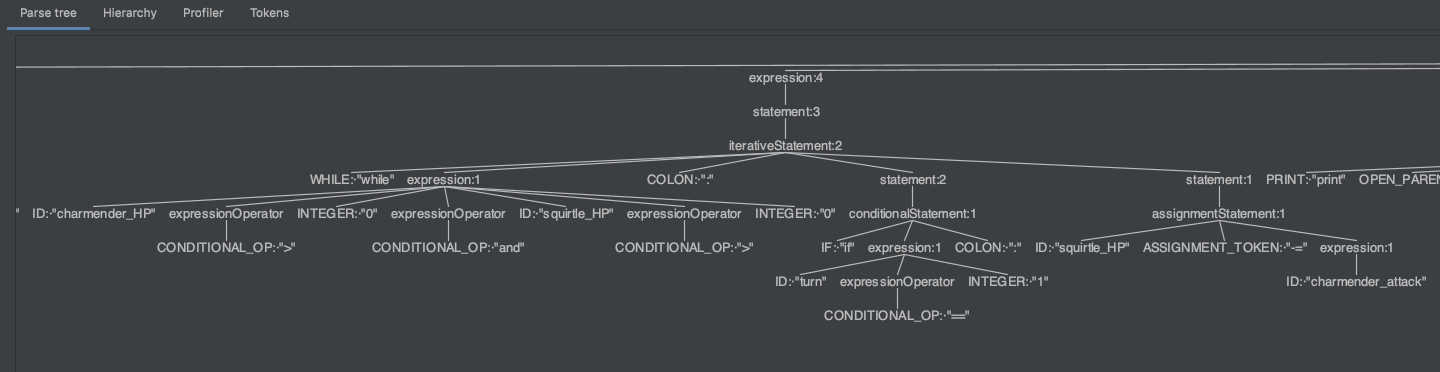 Parse tree Hierarchy Profiler Tokens
expression:4
statement:3
iterativeStatement:2
WHILE:·"while" expression:1 COLON:·":" statement:2 statement:1 PRINT:·"print" OPEN_PAREN
" ID:·"charmender_HP" expressionOperator INTEGER:·"0" expressionOperator ID:·"squirtle_HP" expressionOperator INTEGER:·"0" conditionalStatement:1 assignmentStatement:1
CONDITIONAL_OP:·">" CONDITIONAL_OP:·"and" CONDITIONAL_OP:·">" IF:·"if" expression:1 COLON:·":" ID:·"squirtle_HP" ASSIGNMENT_TOKEN:·"-=" expression:1
ID:·"turn" expressionOperator INTEGER:·"1" ID:·"charmender_attack"
CONDITIONAL_OP:·"=="